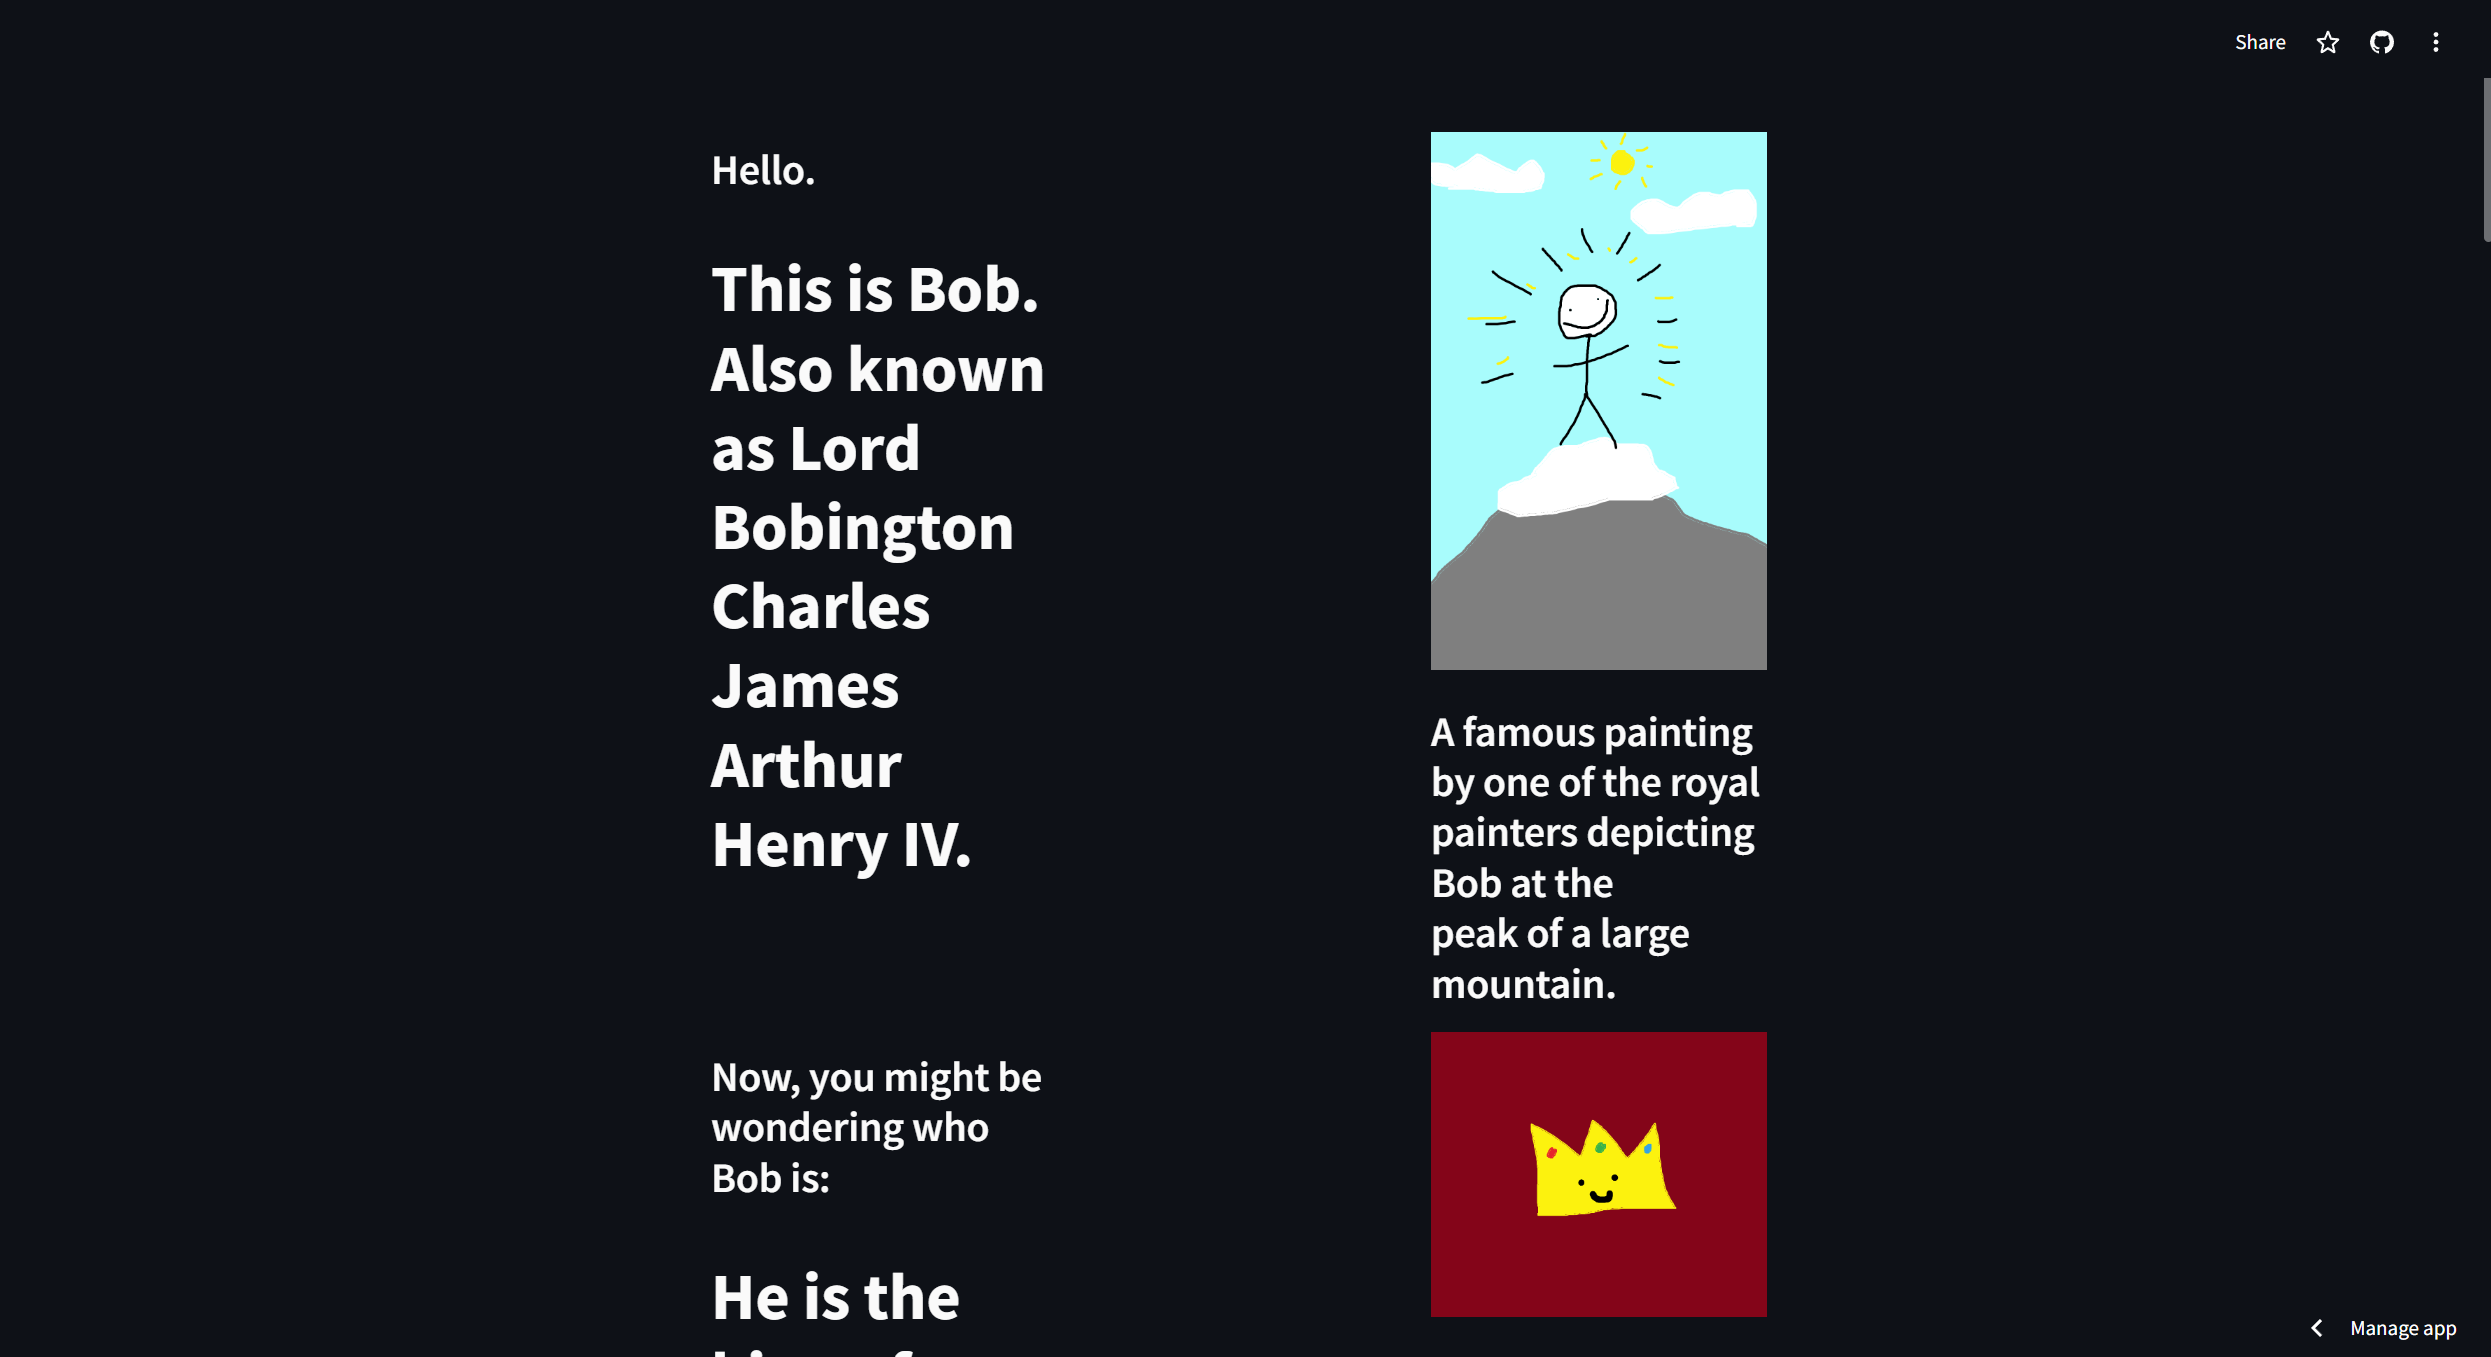 Share
Hello.
This is Bob.
Also known
as Lord
Bobington
Charles
James
Arthur
Henry IV.
Now, you might be
wondering who
Bob is:
He is the
A famous painting
by one of the royal
painters depicting
Bob at the
peak of a large
mountain.
Manage app